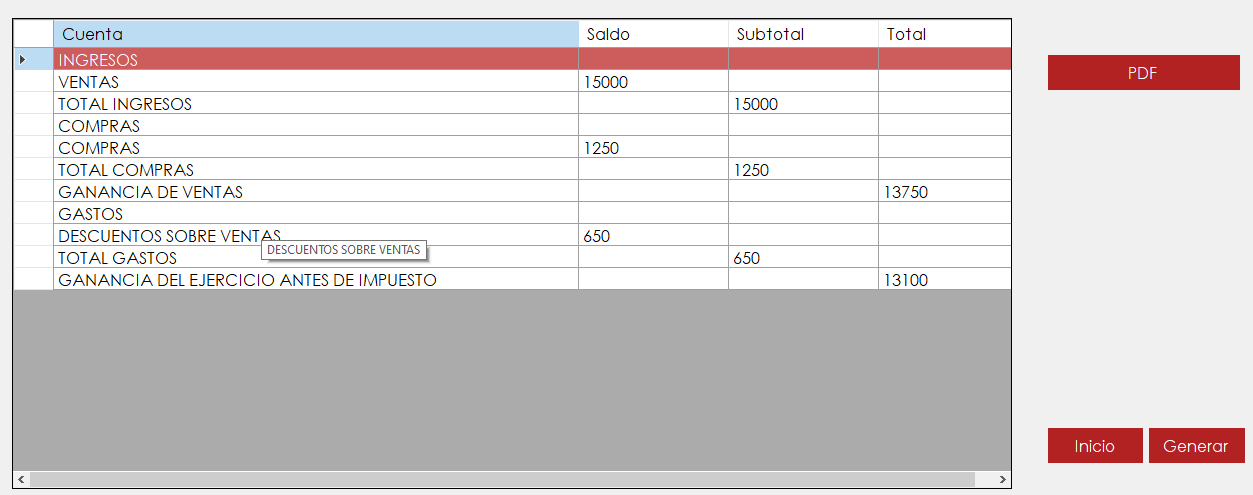 Cuenta Saldo Subtotal Total
INGRESOS
VENTAS 15000
TOTAL INGRESOS 15000
COMPRAS
COMPRAS 1250
TOTAL COMPRAS 1250
GANANCIA DE VENTAS 13750
GASTOS
DESCUENTOS SOBRE VENTAS 650
DESCUENTOS SOBRE VENTAS
TOTAL GASTOS 650
GANANCIA DEL EJERCICIO ANTES DE IMPUESTO 13100
PDF
Inicio Generar